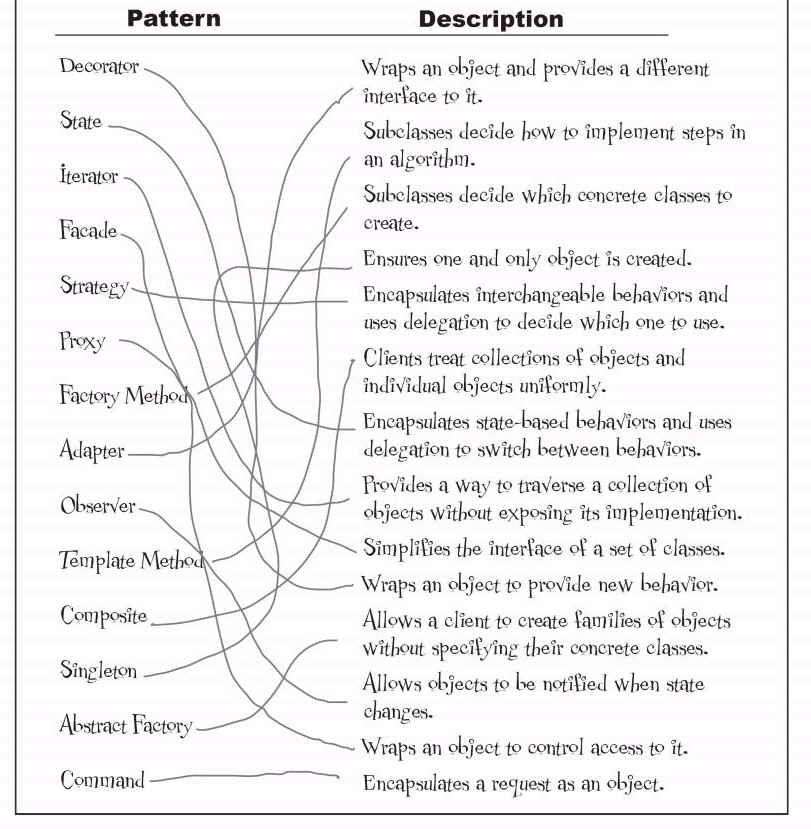 Pattern Description
Decorator
State
Iterator
Facade
Strategy
Proxy
Factory Method
Adapter
Observer
Template Method
Composite
Singleton
Abstract Factory
Command
Wraps an object and provides a different
interface to it.
Subclasses decide how to implement steps in
an algorithm.
Subclasses decide which concrete classes to
create.
Ensures one and only object is created.
Encapsulates interchangeable behaviors and
uses delegation to decide which one to use.
Clients treat collections of objects and
individual objects uniformly.
Encapsulates state-based behaviors and uses
delegation to switch between behaviors.
Provides a way to traverse a collection of
objects without exposing its implementation.
Simplifies the interface of a set of classes.
Wraps an object to provide new behavior.
Allows a client to create families of objects
without specifying their concrete classes.
Allows objects to be notified when state
changes.
Wraps an object to control access to it.
Encapsulates a request as an object.